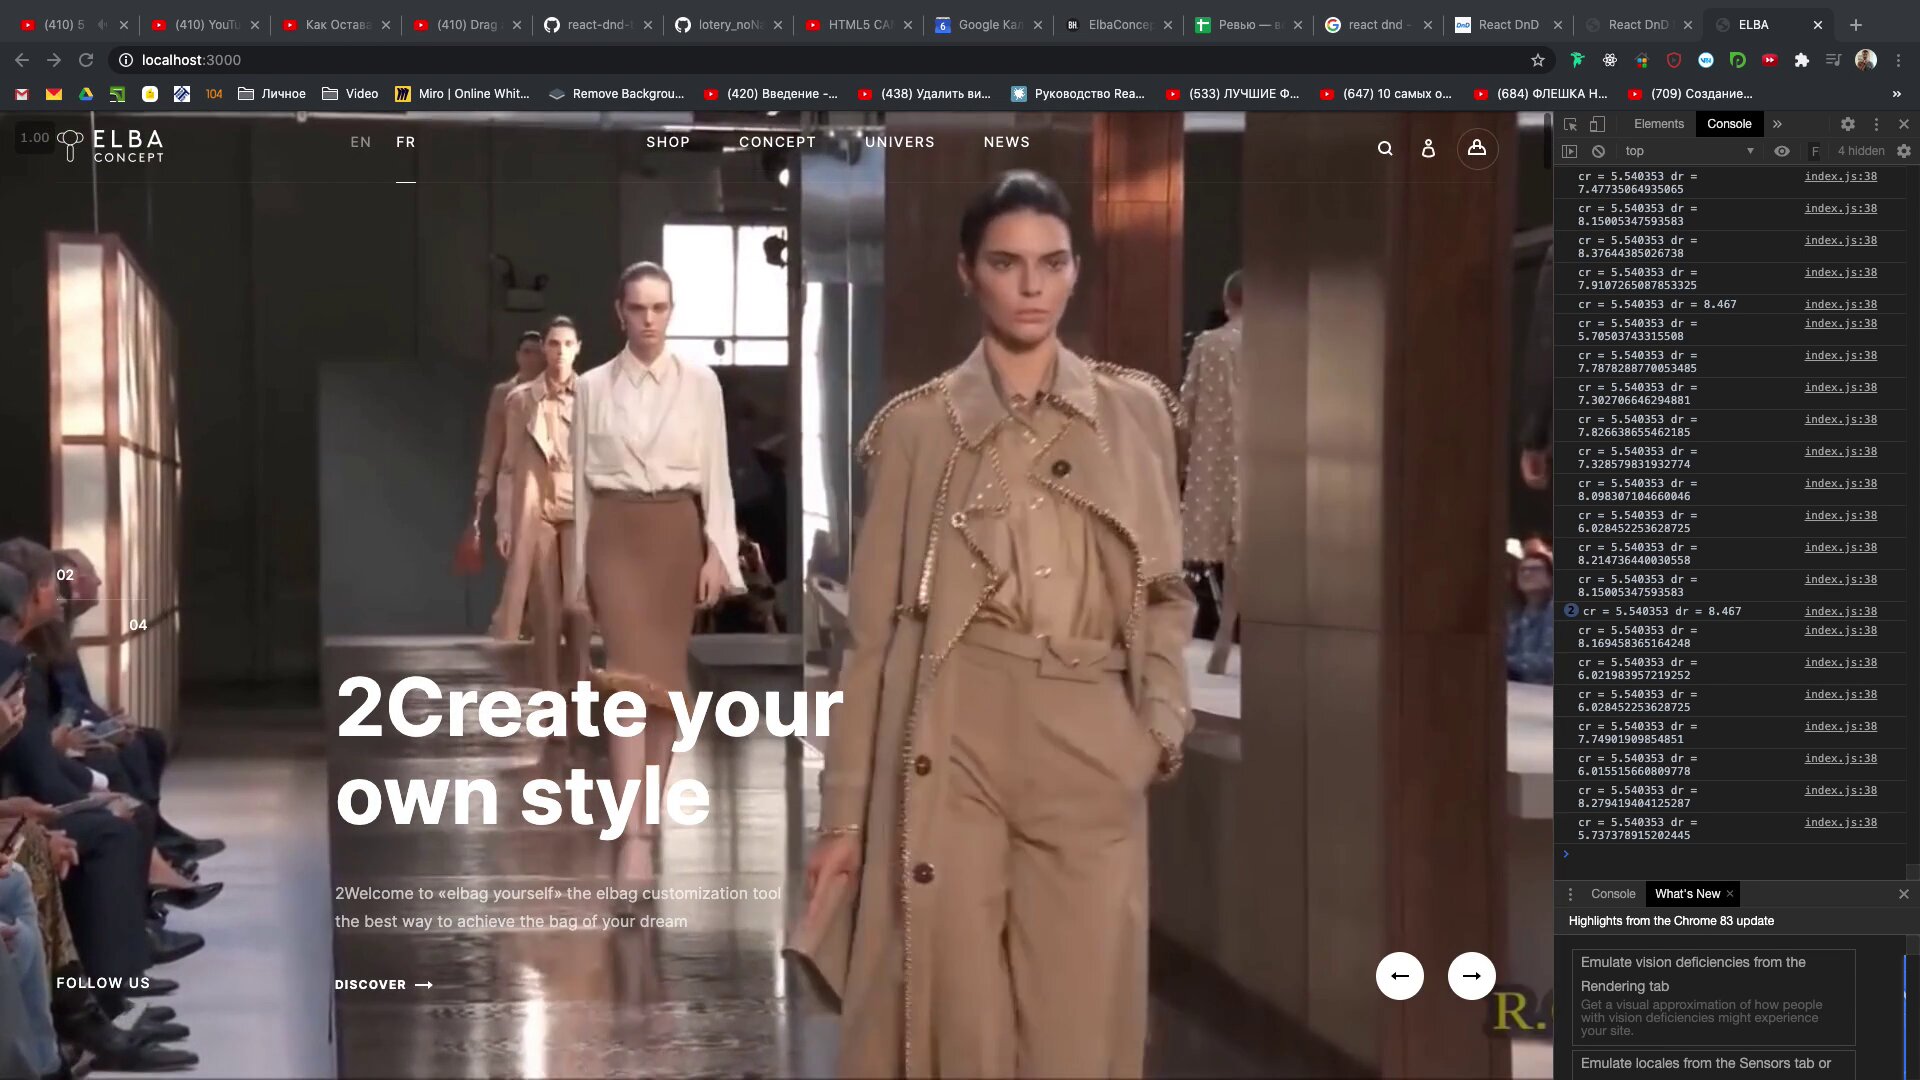 (410) 5
(410) YouTu
Как Остава
(410) Drag
react-dnd-t
lotery_noNa
HTML5 CAN
Google Кал
ElbaConcep
Ревью — в
react dnd -
React DnD
React DnD
ELBA
localhost:3000
104
Личное
Video
Miro | Online Whit...
Remove Backgrou...
(420) Введение -...
(438) Удалить ви...
Руководство Rea...
(533) ЛУЧШИЕ Ф...
(647) 10 самых о...
(684) ФЛЕШКА Н...
(709) Создание...
»
1.00
ELBA
CONCEPT
EN
FR
SHOP
CONCEPT
UNIVERS
NEWS
02
04
2Create your
own style
2Welcome to «elbag yourself» the elbag customization tool
the best way to achieve the bag of your dream
DISCOVER
FOLLOW US
R.
Elements
Console
»
top
F
4 hidden
cr = 5.540353 dr = index.js:38
7.47735064935065
cr = 5.540353 dr = index.js:38
8.15005347593583
cr = 5.540353 dr = index.js:38
8.37644385026738
cr = 5.540353 dr = index.js:38
7.9107265087853325
cr = 5.540353 dr = 8.467 index.js:38
cr = 5.540353 dr = index.js:38
5.70503743315508
cr = 5.540353 dr = index.js:38
7.7878288770053485
cr = 5.540353 dr = index.js:38
7.302706646294881
cr = 5.540353 dr = index.js:38
7.826638655462185
cr = 5.540353 dr = index.js:38
7.328579831932774
cr = 5.540353 dr = index.js:38
8.098307104660046
cr = 5.540353 dr = index.js:38
6.028452253628725
cr = 5.540353 dr = index.js:38
8.214736440030558
cr = 5.540353 dr = index.js:38
8.15005347593583
2 cr = 5.540353 dr = 8.467 index.js:38
cr = 5.540353 dr = index.js:38
8.169458365164248
cr = 5.540353 dr = index.js:38
6.021983957219252
cr = 5.540353 dr = index.js:38
6.028452253628725
cr = 5.540353 dr = index.js:38
7.74901909854851
cr = 5.540353 dr = index.js:38
6.015515660809778
cr = 5.540353 dr = index.js:38
8.279419404125287
cr = 5.540353 dr = index.js:38
5.737378915202445
Console
What's New
Highlights from the Chrome 83 update
Emulate vision deficiencies from the
Rendering tab
Get a visual approximation of how people
with vision deficiencies might experience
your site.
Emulate locales from the Sensors tab or